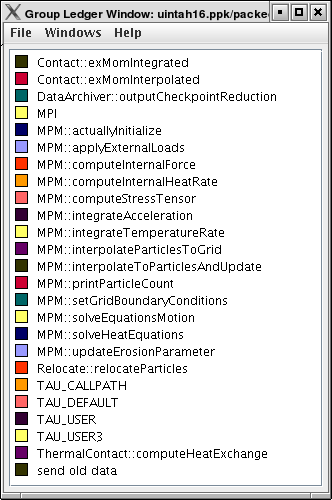 Group Ledger Window: uintah16.ppk/packe
File Windows Help
Contact::exMomIntegrated
Contact::exMomInterpolated
DataArchiver::outputCheckpointReduction
MPI
MPM::actuallyInitialize
MPM::applyExternalLoads
MPM::computeInternalForce
MPM::computeInternalHeatRate
MPM::computeStressTensor
MPM::integrateAcceleration
MPM::integrateTemperatureRate
MPM::interpolateParticlesToGrid
MPM::interpolateToParticlesAndUpdate
MPM::printParticleCount
MPM::setGridBoundaryConditions
MPM::solveEquationsMotion
MPM::solveHeatEquations
MPM::updateErosionParameter
Relocate::relocateParticles
TAU_CALLPATH
TAU_DEFAULT
TAU_USER
TAU_USER3
ThermalContact::computeHeatExchange
send old data